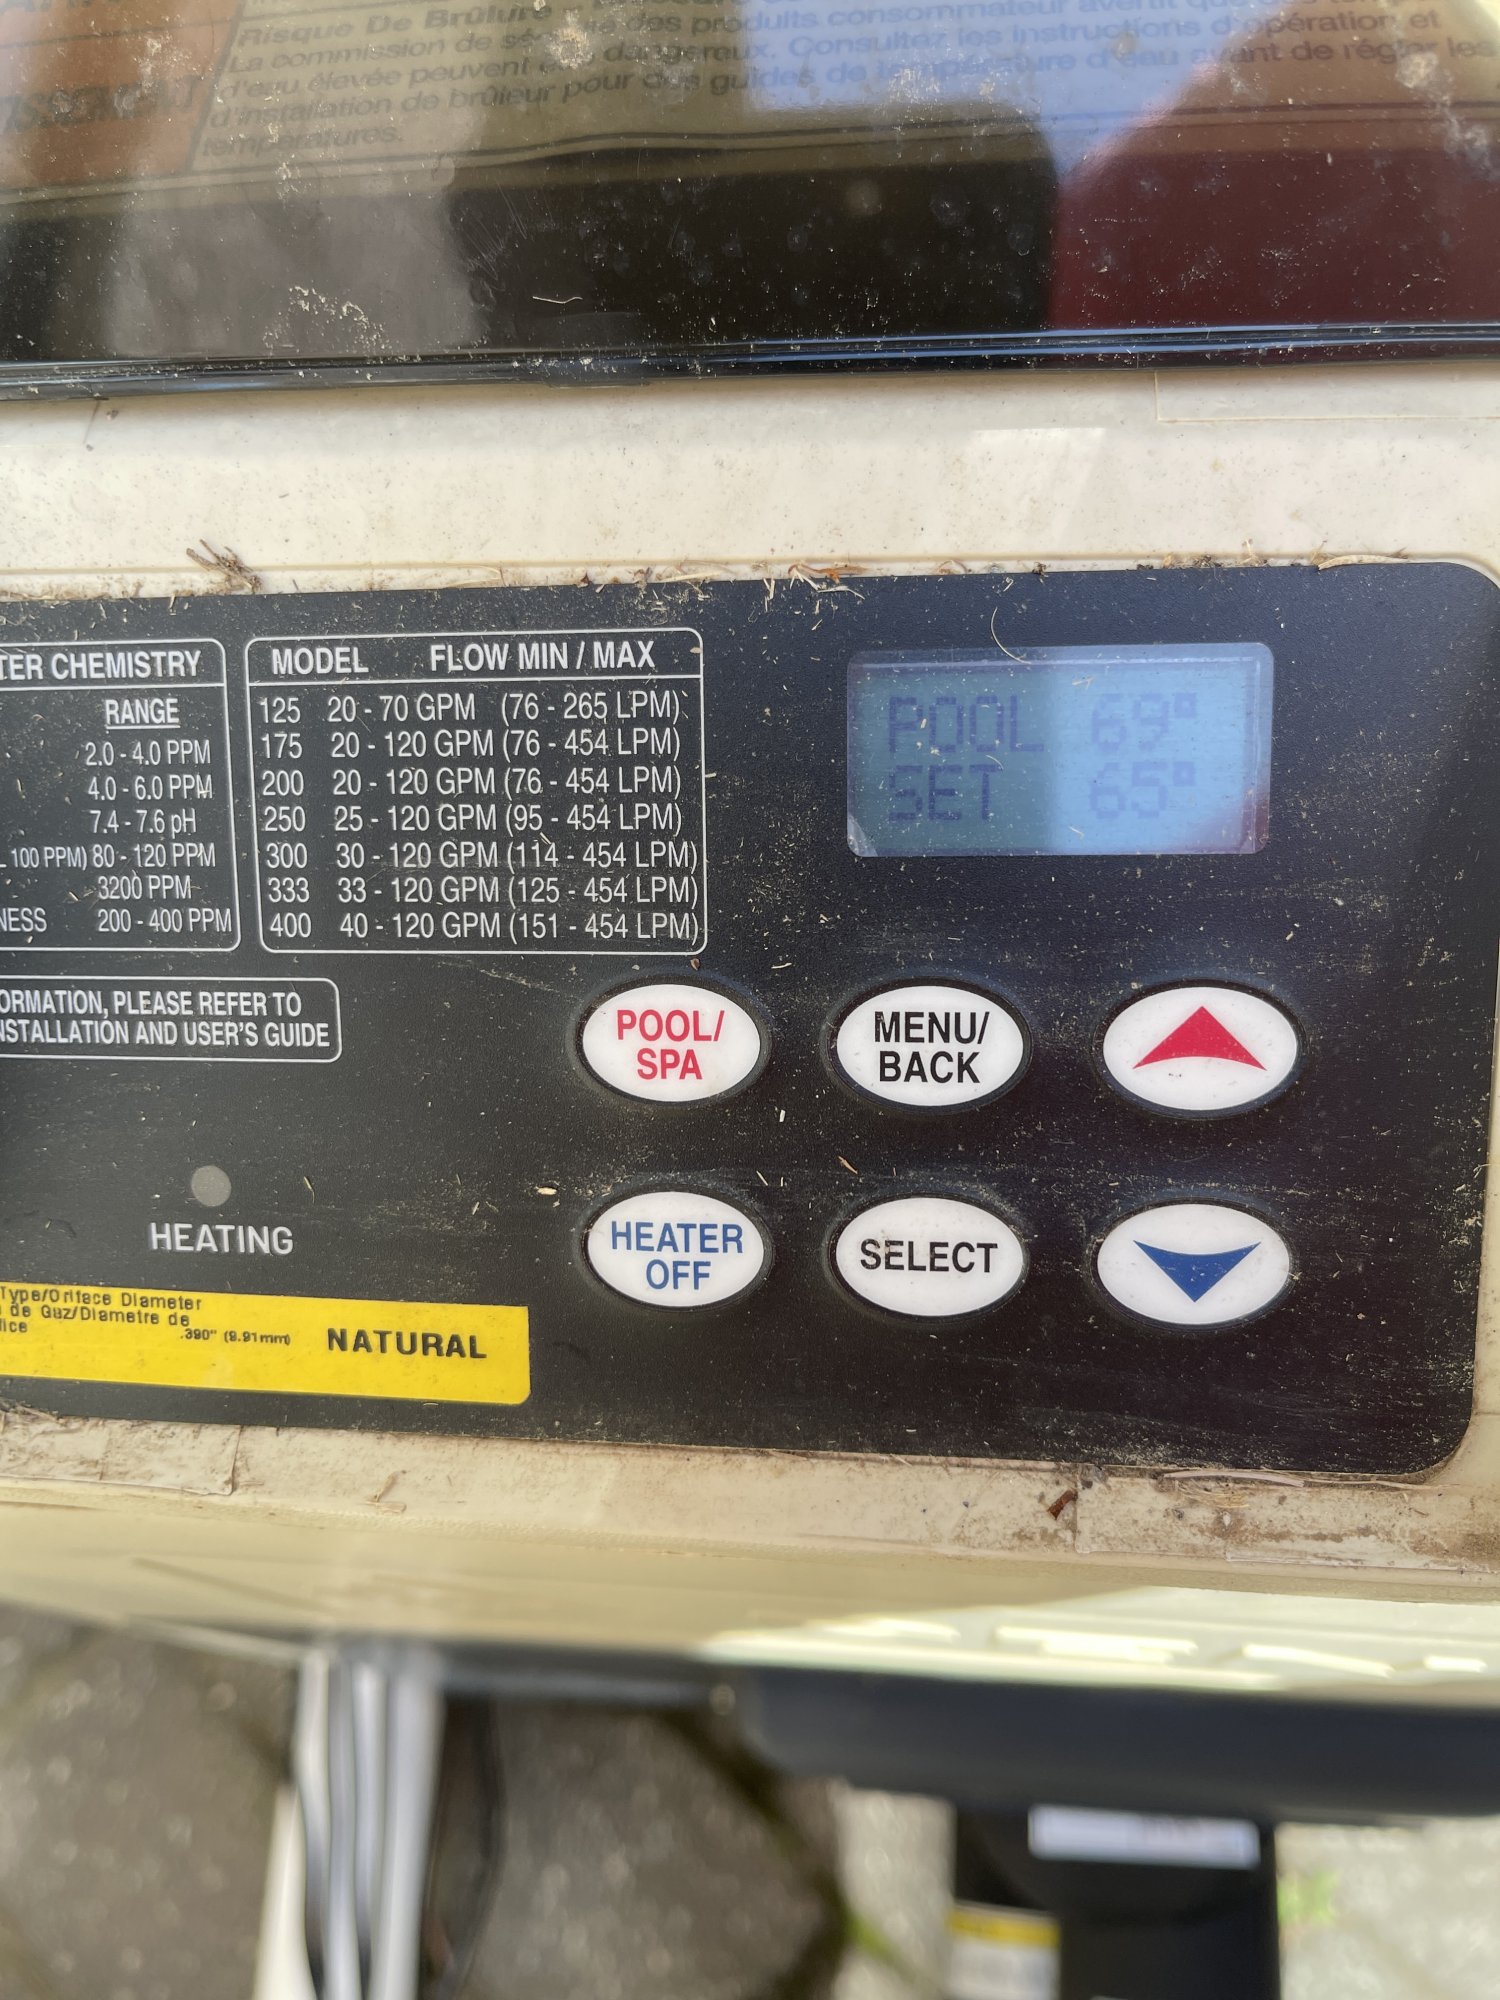 Risque De Brûlure -
La commission de sécurité des produits consommateur avertit que
d'eau élevée peuvent être dangereux. Consultez les instructions d'opération et
d'installation de brûleur pour des guides de température d'eau avant de régler les
températures.
TISSEMENT
TER CHEMISTRY
RANGE
2.0 - 4.0 PPM
4.0 - 6.0 PPM
7.4 - 7.6 pH
L 100 PPM) 80 - 120 PPM
3200 PPM
NESS 200 - 400 PPM
MODEL FLOW MIN / MAX
125 20 - 70 GPM (76 - 265 LPM)
175 20 - 120 GPM (76 - 454 LPM)
200 20 - 120 GPM (76 - 454 LPM)
250 25 - 120 GPM (95 - 454 LPM)
300 30 - 120 GPM (114 - 454 LPM)
333 33 - 120 GPM (125 - 454 LPM)
400 40 - 120 GPM (151 - 454 LPM)
POOL 69°
SET 65°
ORMATION, PLEASE REFER TO
NSTALLATION AND USER'S GUIDE
POOL/
SPA
MENU/
BACK
HEATING
HEATER
OFF
SELECT
Type/Oriface Diameter
de Gaz/Diametre de
fice
.390" (9.91mm) NATURAL